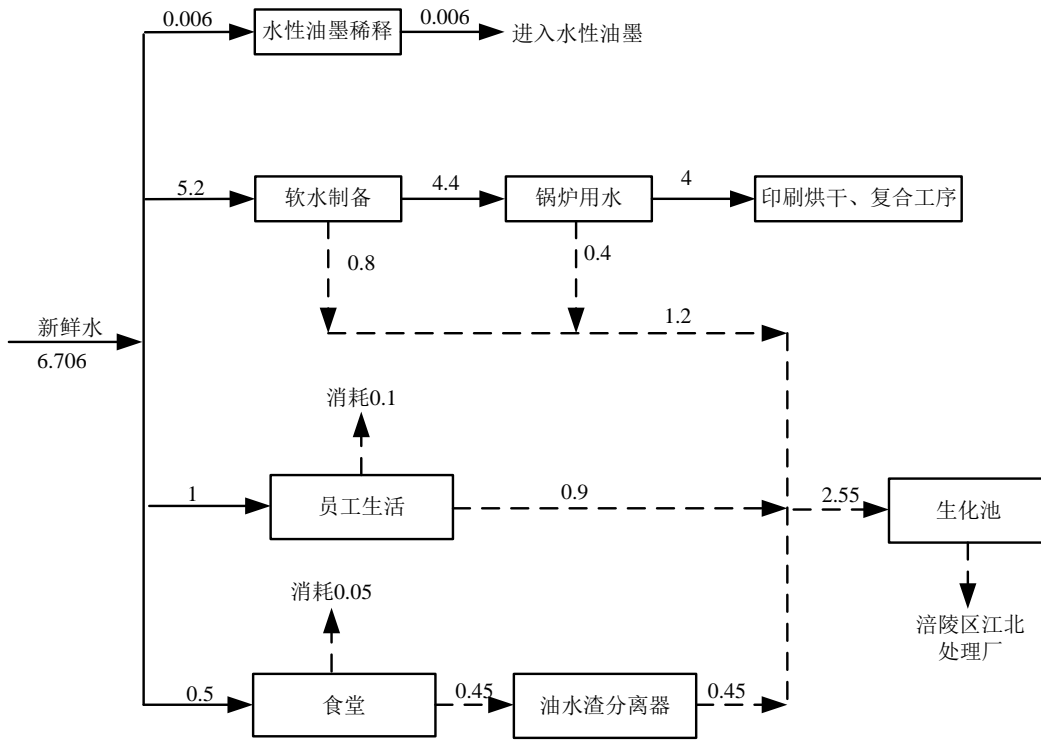 0.006
水性油墨稀释
0.006
进入水性油墨
5.2
软水制备
4.4
锅炉用水
4
印刷烘干、复合工序
0.8
0.4
1.2
新鲜水
6.706
消耗0.1
1
员工生活
0.9
2.55
生化池
消耗0.05
涪陵区江北
处理厂
0.5
食堂
0.45
油水渣分离器
0.45